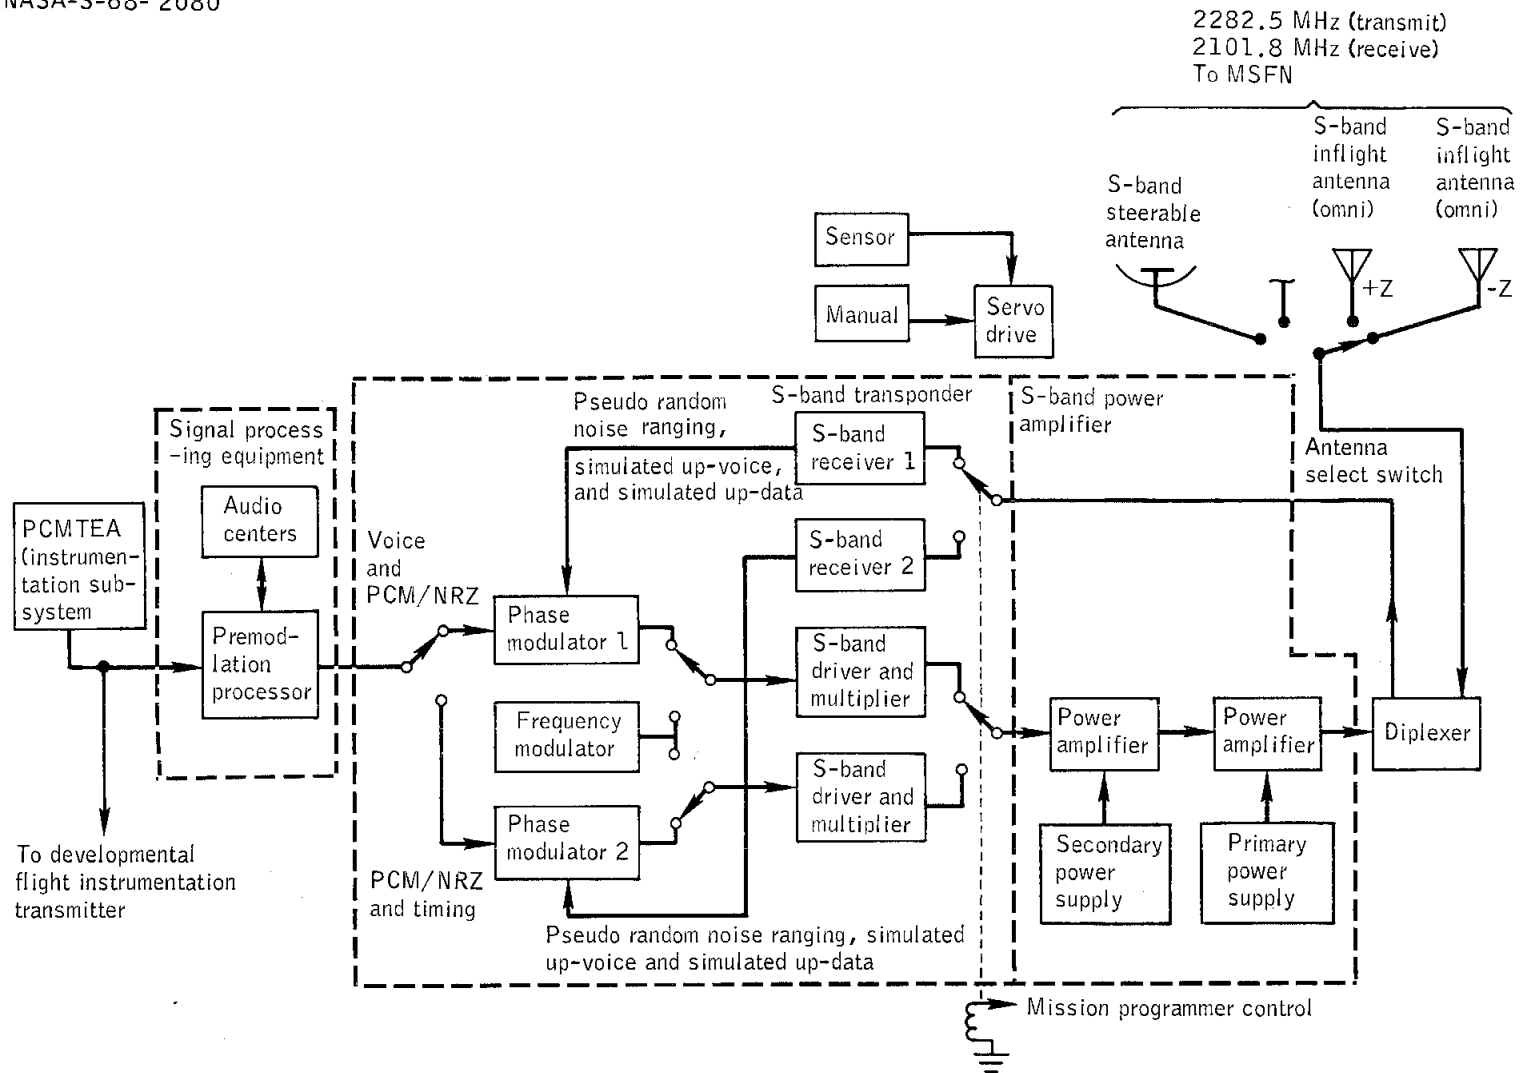 NASA-S-68-2080
2282.5 MHz (transmit)
2101.8 MHz (receive)
To MSFN
S-band
inflight
antenna
(omni)
S-band
inflight
antenna
(omni)
S-band
steerable
antenna
+Z
-Z
Sensor
Manual
Servo
drive
Antenna
select switch
S-band transponder
S-band power
amplifier
Pseudo random
noise ranging,
simulated up-voice,
and simulated up-data
S-band
receiver 1
S-band
receiver 2
Signal process
-ing equipment
Audio
centers
PCMTEA
(instrumen-
tation sub-
system
Premod-
lation
processor
Voice
and
PCM/NRZ
Phase
modulator 1
S-band
driver and
multiplier
Frequency
modulator
Power
amplifier
Power
amplifier
Diplexer
S-band
driver and
multiplier
Phase
modulator 2
Secondary
power
supply
Primary
power
supply
To developmental
flight instrumentation
transmitter
PCM/NRZ
and timing
Pseudo random noise ranging, simulated
up-voice and simulated up-data
Mission programmer control